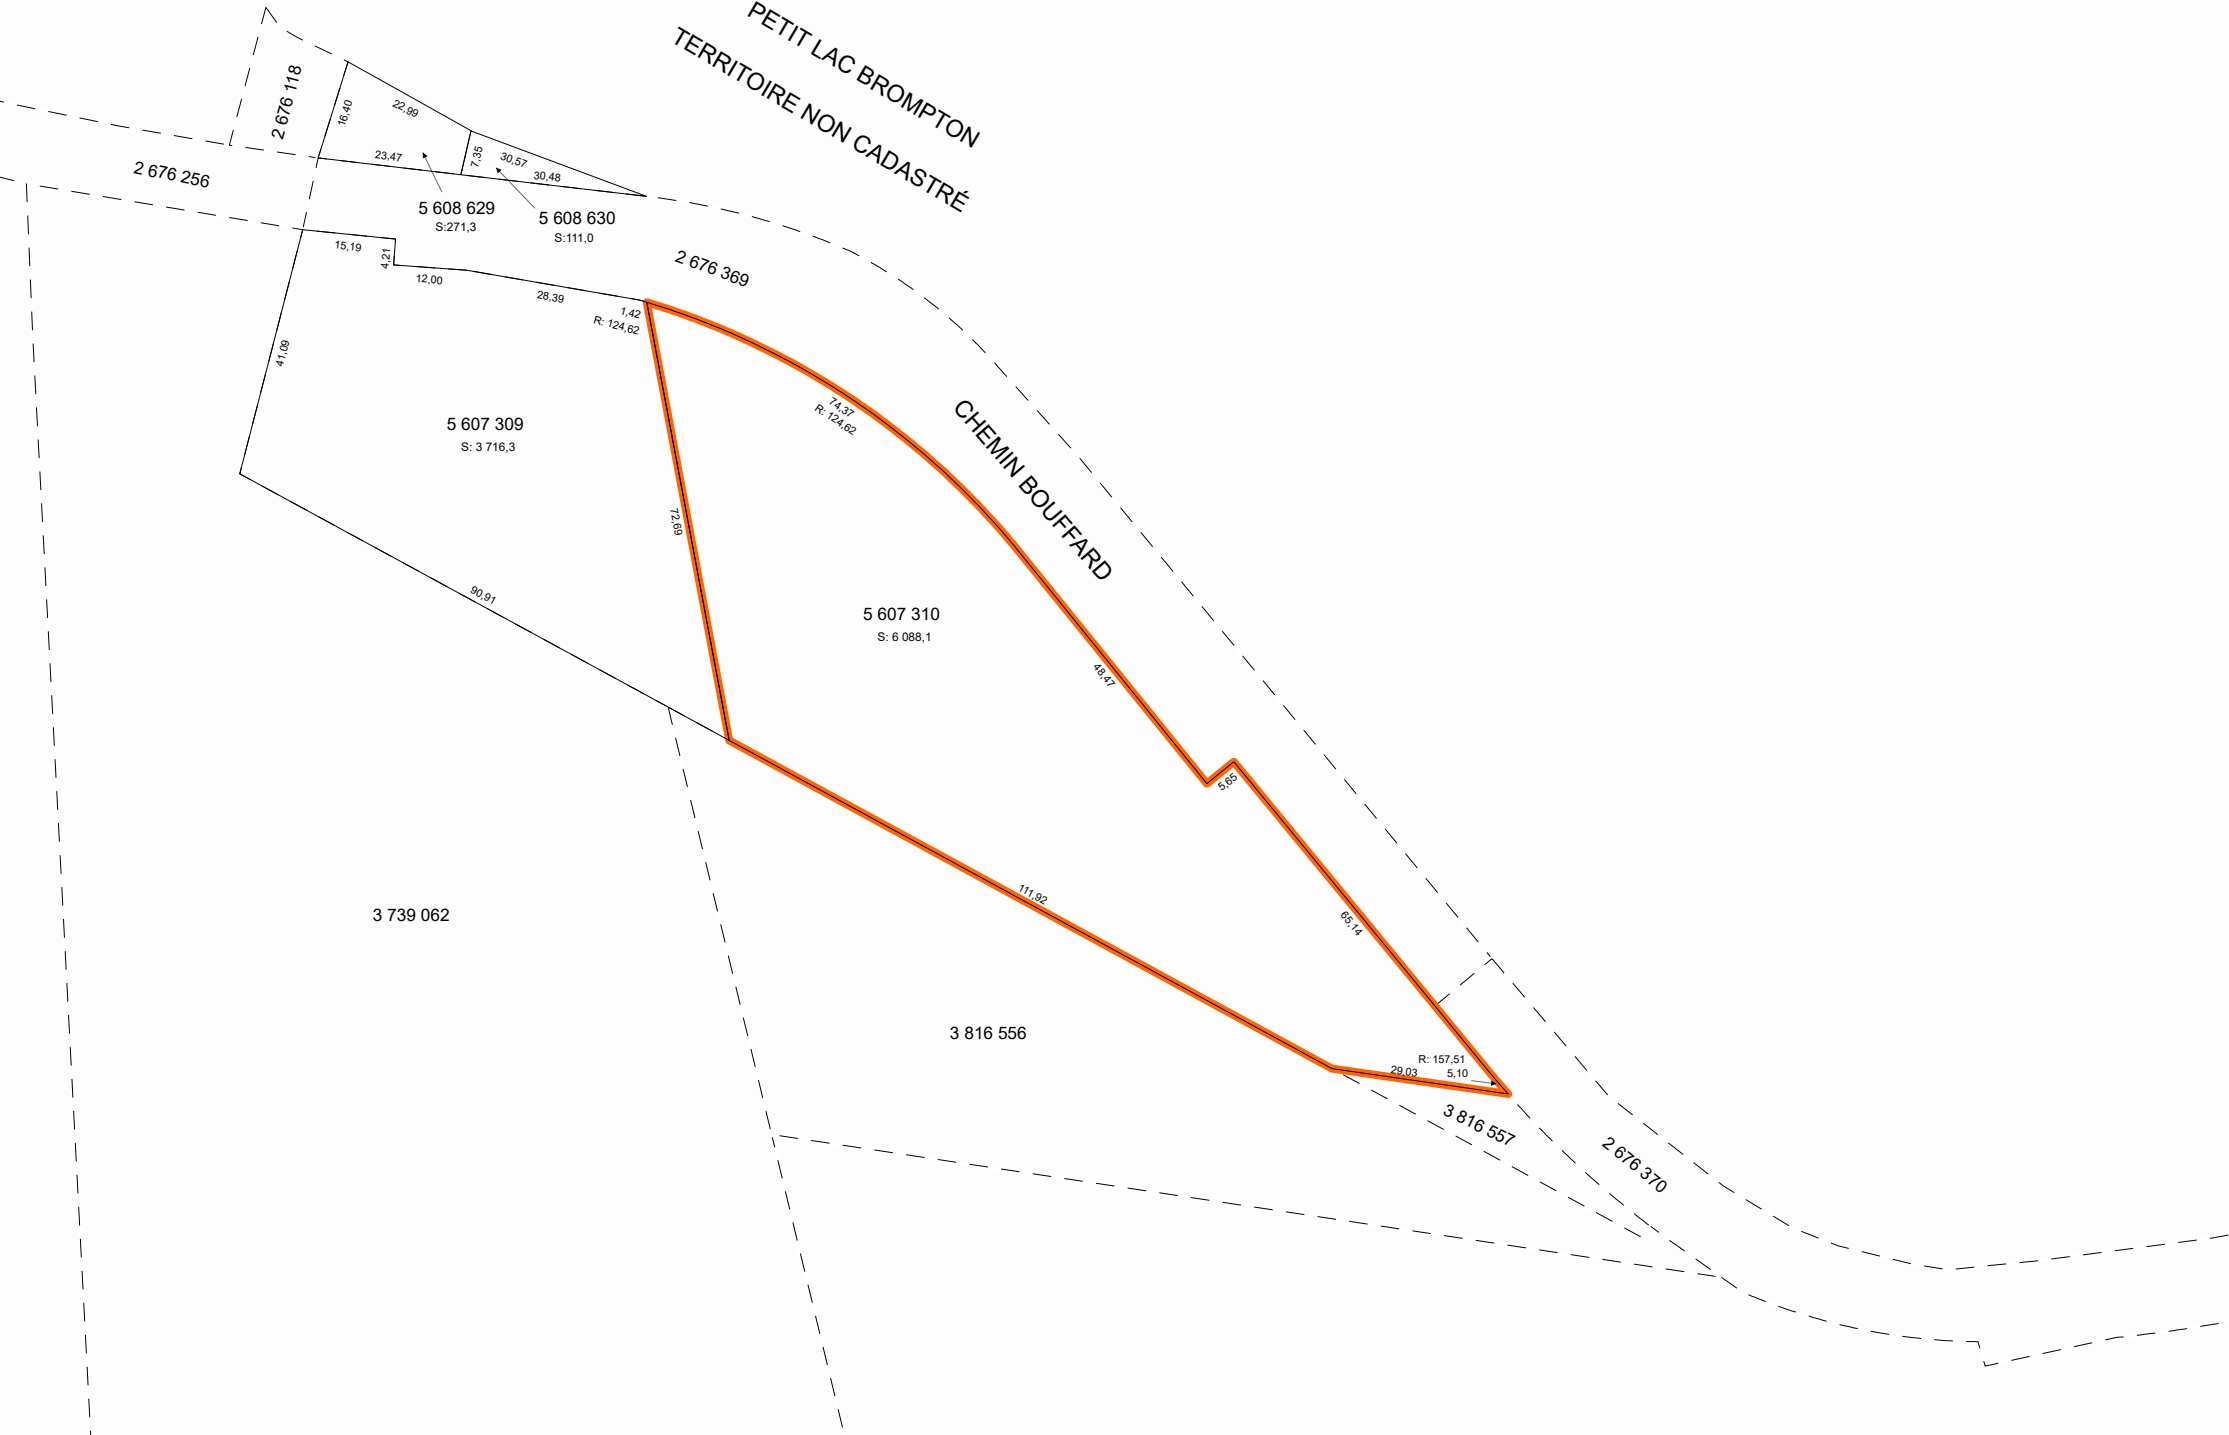 PETIT LAC BROMPTON
TERRITOIRE NON CADASTRÉ
2 676 118
16,40
22,99
23,47
7,35
30,57
30,48
2 676 256
5 608 629
S:271,3
5 608 630
S:111,0
15,19
4,21
12,00
28,39
2 676 369
1,42
R: 124,62
41,09
74,37
R: 124,62
5 607 309
S: 3 716,3
CHEMIN BOUFFARD
72,69
90,91
5 607 310
S: 6 088,1
48,47
5,65
111,92
65,14
3 739 062
3 816 556
R: 157,51
29,03
5,10
3 816 557
2 676 370